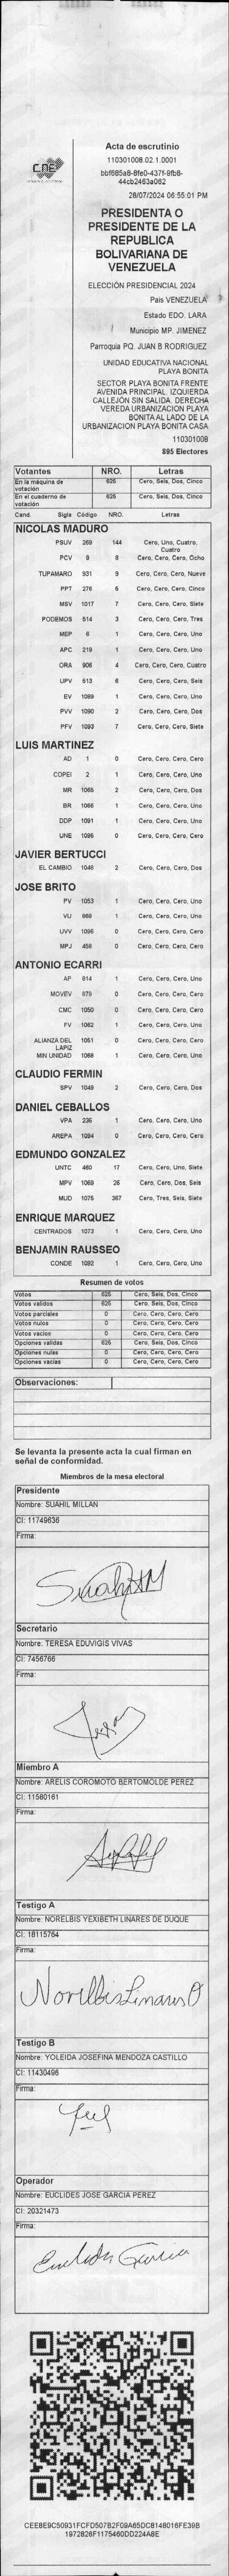 Acta de escrutinio
110301008.02.1.0001
bbf685a8-8fe0-437f-9fb8-
44cb2463a062
28/07/2024 06:55:01 PM
CNE
PRESIDENTA O
PRESIDENTE DE LA
REPUBLICA
BOLIVARIANA DE
VENEZUELA
ELECCIÓN PRESIDENCIAL 2024
Pais VENEZUELA
Estado EDO. LARA
Municipio MP. JIMENEZ
Parroquia PQ. JUAN B RODRIGUEZ
UNIDAD EDUCATIVA NACIONAL
PLAYA BONITA
SECTOR PLAYA BONITA FRENTE
AVENIDA PRINCIPAL. IZQUIERDA
CALLEJÓN SIN SALIDA. DERECHA
VEREDA URBANIZACION PLAYA
BONITA AL LADO DE LA
URBANIZACION PLAYA BONITA CASA
110301008
895 Electores
Votantes NRO. Letras
En la máquina de votación 625 Cero, Seis, Dos, Cinco
En el cuaderno de votación 625 Cero, Seis, Dos, Cinco
Cand. Sigla Código NRO. Letras
NICOLAS MADURO
PSUV 269 144 Cero, Uno, Cuatro, Cuatro
PCV 9 8 Cero, Cero, Cero, Ocho
TUPAMARO 931 9 Cero, Cero, Cero, Nueve
PPT 276 5 Cero, Cero, Cero, Cinco
MSV 1017 7 Cero, Cero, Cero, Siete
PODEMOS 514 3 Cero, Cero, Cero, Tres
MEP 6 1 Cero, Cero, Cero, Uno
APC 219 1 Cero, Cero, Cero, Uno
ORA 906 4 Cero, Cero, Cero, Cuatro
UPV 513 6 Cero, Cero, Cero, Seis
EV 1089 1 Cero, Cero, Cero, Uno
PVV 1090 2 Cero, Cero, Cero, Dos
PFV 1093 7 Cero, Cero, Cero, Siete
LUIS MARTINEZ
AD 1 0 Cero, Cero, Cero, Cero
COPEI 2 1 Cero, Cero, Cero, Uno
MR 1065 2 Cero, Cero, Cero, Dos
BR 1066 1 Cero, Cero, Cero, Uno
DDP 1091 1 Cero, Cero, Cero, Uno
UNE 1095 0 Cero, Cero, Cero, Cero
JAVIER BERTUCCI
EL CAMBIO 1046 2 Cero, Cero, Cero, Dos
JOSE BRITO
PV 1053 1 Cero, Cero, Cero, Uno
VU 868 1 Cero, Cero, Cero, Uno
UVV 1096 0 Cero, Cero, Cero, Cero
MPJ 458 0 Cero, Cero, Cero, Cero
ANTONIO ECARRI
AP 814 1 Cero, Cero, Cero, Uno
MOVEV 879 0 Cero, Cero, Cero, Cero
CMC 1050 0 Cero, Cero, Cero, Cero
FV 1062 1 Cero, Cero, Cero, Uno
ALIANZA DEL LAPIZ 1051 0 Cero, Cero, Cero, Cero
MIN UNIDAD 1068 1 Cero, Cero, Cero, Uno
CLAUDIO FERMIN
SPV 1049 2 Cero, Cero, Cero, Dos
DANIEL CEBALLOS
VPA 236 1 Cero, Cero, Cero, Uno
AREPA 1094 0 Cero, Cero, Cero, Cero
EDMUNDO GONZALEZ
UNTC 460 17 Cero, Cero, Uno, Siete
MPV 1069 26 Cero, Cero, Dos, Seis
MUD 1075 367 Cero, Tres, Seis, Siete
ENRIQUE MARQUEZ
CENTRADOS 1073 1 Cero, Cero, Cero, Uno
BENJAMIN RAUSSEO
CONDE 1092 1 Cero, Cero, Cero, Uno
Resumen de votos
Votos 625 Cero, Seis, Dos, Cinco
Votos validos 625 Cero, Seis, Dos, Cinco
Votos parciales 0 Cero, Cero, Cero, Cero
Votos nulos 0 Cero, Cero, Cero, Cero
Votos vacios 0 Cero, Cero, Cero, Cero
Opciones validas 625 Cero, Seis, Dos, Cinco
Opciones nulas 0 Cero, Cero, Cero, Cero
Opciones vacias 0 Cero, Cero, Cero, Cero
Observaciones:
Se levanta la presente acta la cual firman en
señal de conformidad.
Miembros de la mesa electoral
Presidente
Nombre: SUAHIL MILLAN
CI: 11749636
Firma:
Secretario
Nombre: TERESA EDUVIGIS VIVAS
CI: 7456766
Firma:
Miembro A
Nombre: ARELIS COROMOTO BERTOMOLDE PEREZ
CI: 11580161
Firma:
Testigo A
Nombre: NORELBIS YEXIBETH LINARES DE DUQUE
CI: 18115764
Firma:
Testigo B
Nombre: YOLEIDA JOSEFINA MENDOZA CASTILLO
CI: 11430496
Firma:
Operador
Nombre: EUCLIDES JOSE GARCIA PEREZ
CI: 20321473
Firma:
Euclides Garcia
CEE8E9C50931FCFD507B2F09A65DC8148016FE39B
1972826F1175460DD224A8E